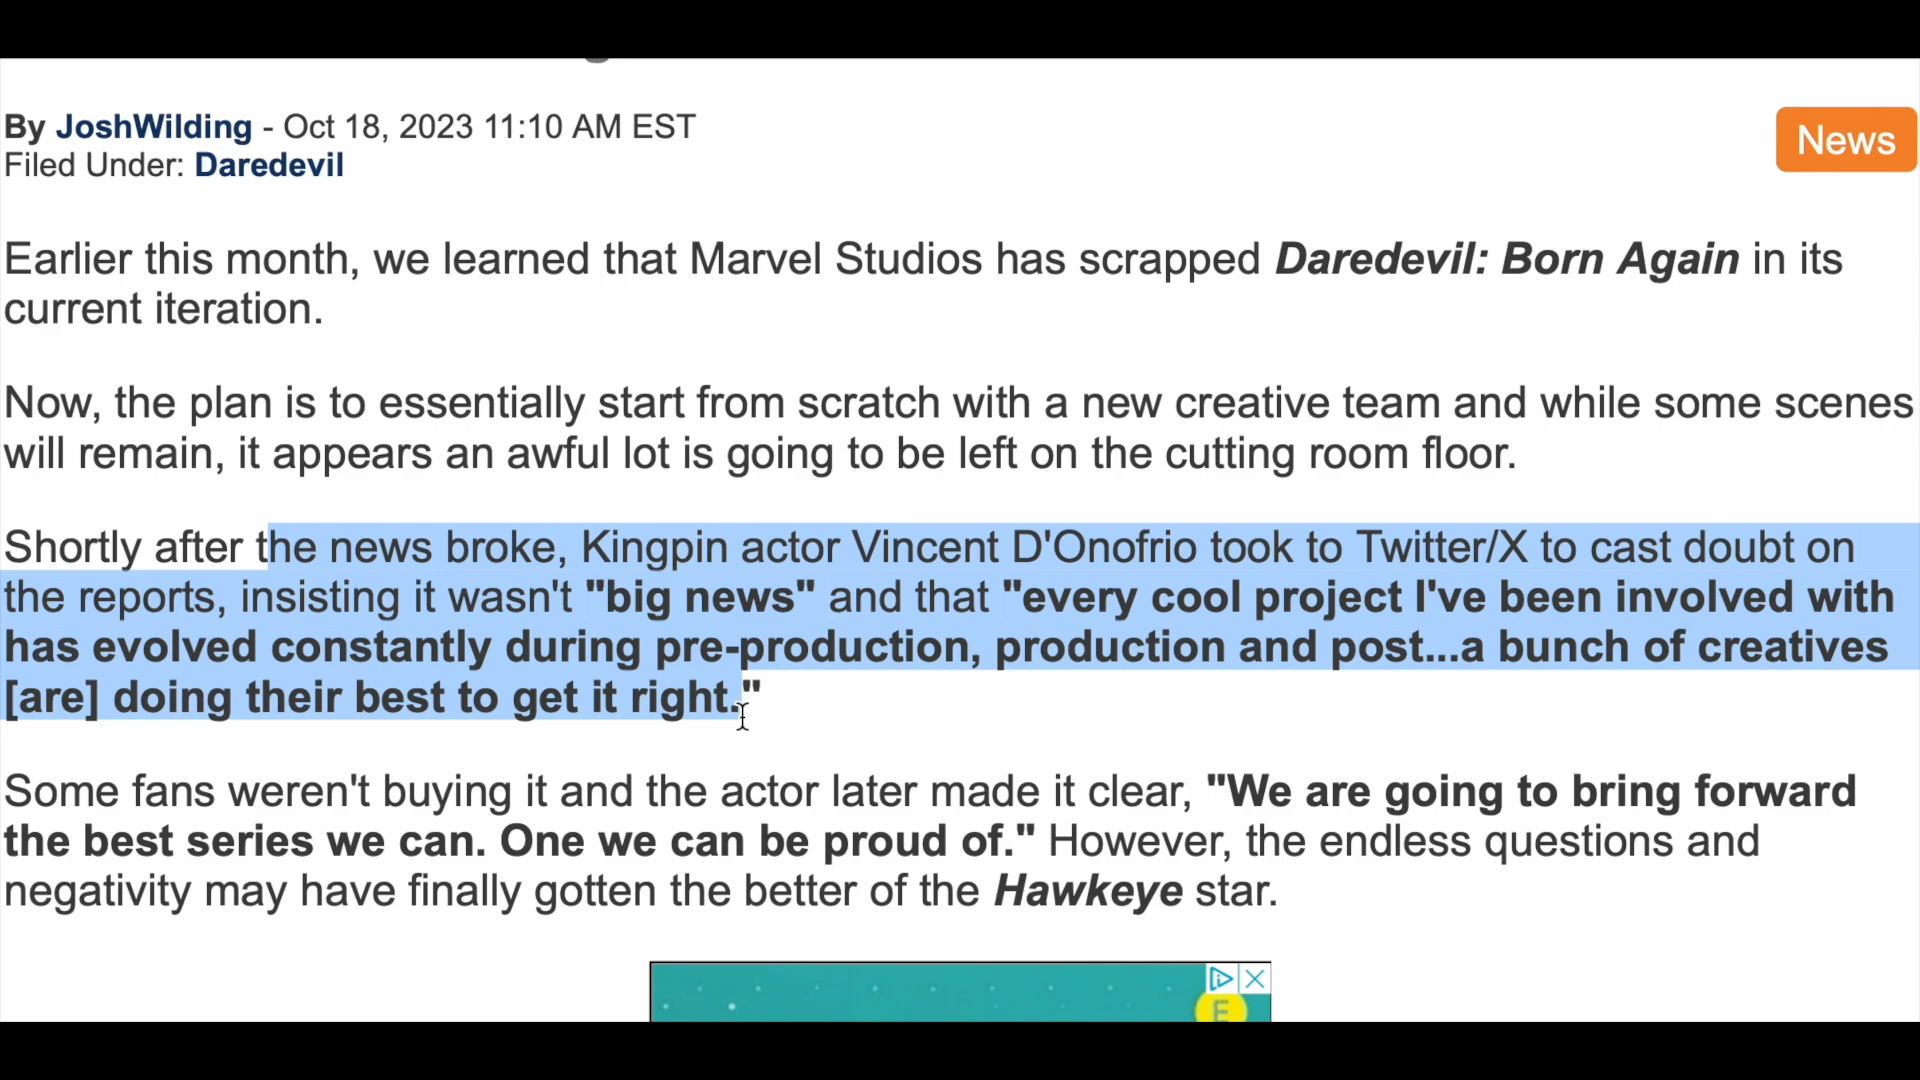 By JoshWilding - Oct 18, 2023 11:10 AM EST
News
Filed Under: Daredevil
Earlier this month, we learned that Marvel Studios has scrapped Daredevil: Born Again in its
current iteration.
Now, the plan is to essentially start from scratch with a new creative team and while some scenes
will remain, it appears an awful lot is going to be left on the cutting room floor.
Shortly after the news broke, Kingpin actor Vincent D'Onofrio took to Twitter/X to cast doubt on
the reports, insisting it wasn't "big news" and that "every cool project I've been involved with
has evolved constantly during pre-production, production and post...a bunch of creatives
[are] doing their best to get it right."
Some fans weren't buying it and the actor later made it clear, "We are going to bring forward
the best series we can. One we can be proud of." However, the endless questions and
negativity may have finally gotten the better of the Hawkeye star.
E